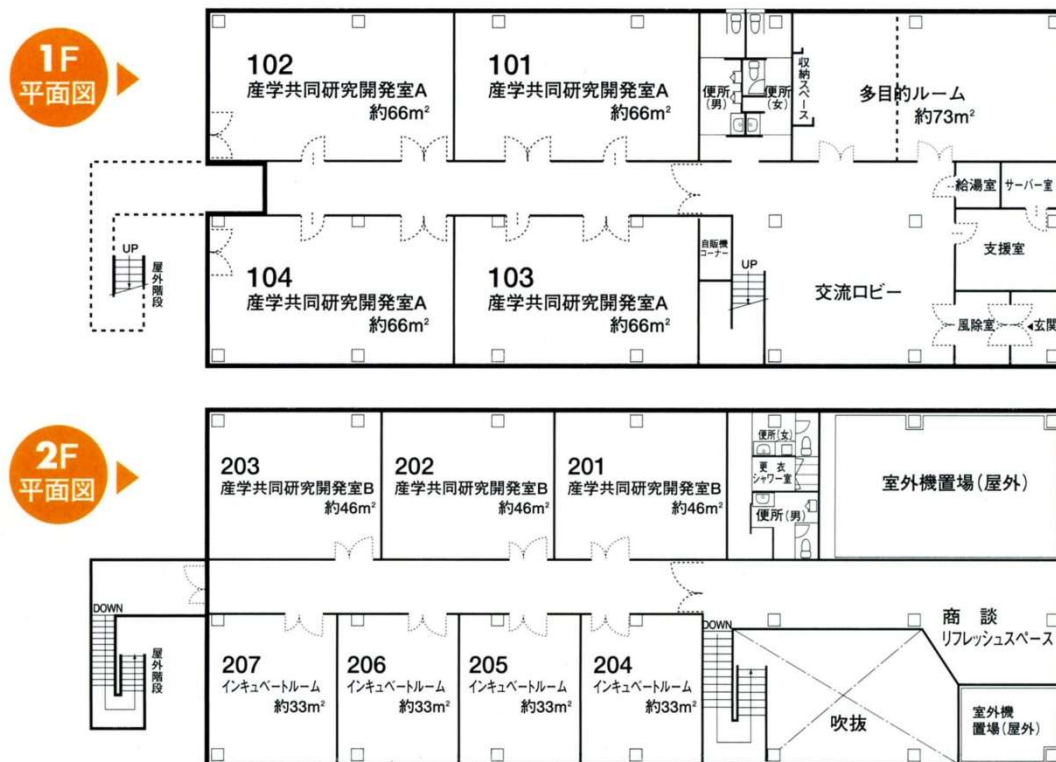 1F
平面図
102
産学共同研究開発室A
約66m²
101
産学共同研究開発室A
約66m²
便所
(男)
便所
(女)
収納スペース
多目的ルーム
約73m²
給湯室
サーバー室
支援室
UP
屋外階段
104
産学共同研究開発室A
約66m²
103
産学共同研究開発室A
約66m²
自販機
コーナー
UP
交流ロビー
風除室
玄関
2F
平面図
203
産学共同研究開発室B
約46m²
202
産学共同研究開発室B
約46m²
201
産学共同研究開発室B
約46m²
便所(女)
更衣
シャワー室
便所(男)
室外機置場(屋外)
DOWN
屋外階段
207
インキュベートルーム
約33m²
206
インキュベートルーム
約33m²
205
インキュベートルーム
約33m²
204
インキュベートルーム
約33m²
DOWN
吹抜
商談
リフレッシュスペース
室外機
置場(屋外)